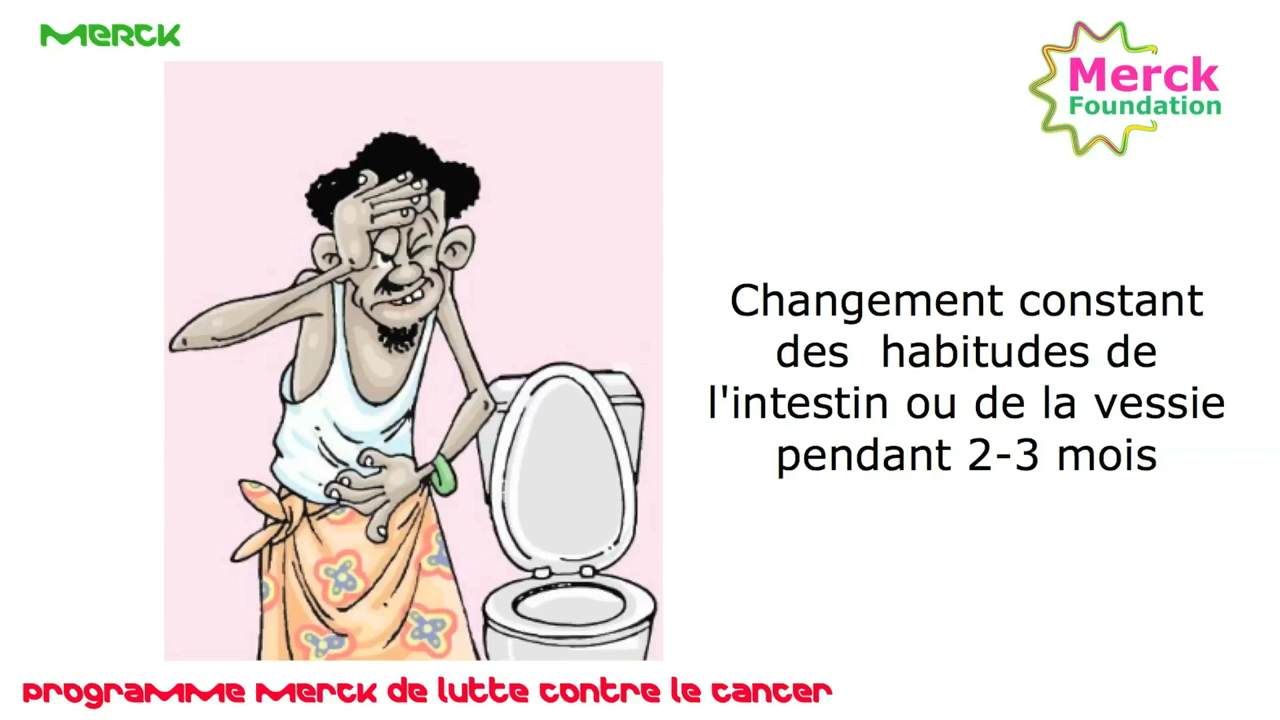 MERCK
Merck
Foundation
Changement constant
des habitudes de
l'intestin ou de la vessie
pendant 2-3 mois
Programme Merck de lutte contre le cancer